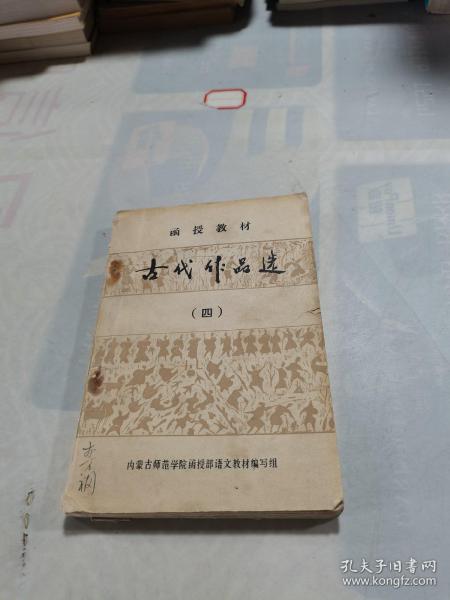 函授教材
古代作品选
（四）
内蒙古师范学院函授部语文教材编写组
孔夫子旧书网
www.kongfz.com